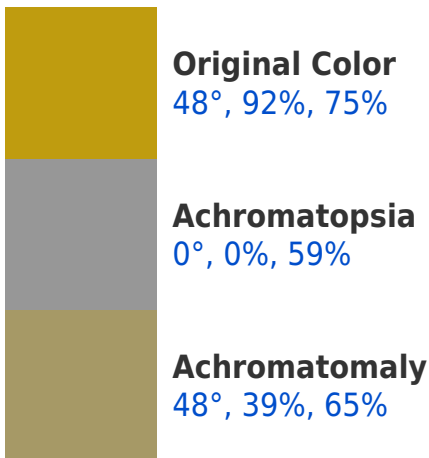 Original Color
48°, 92%, 75%
Achromatopsia
0°, 0%, 59%
Achromatomaly
48°, 39%, 65%